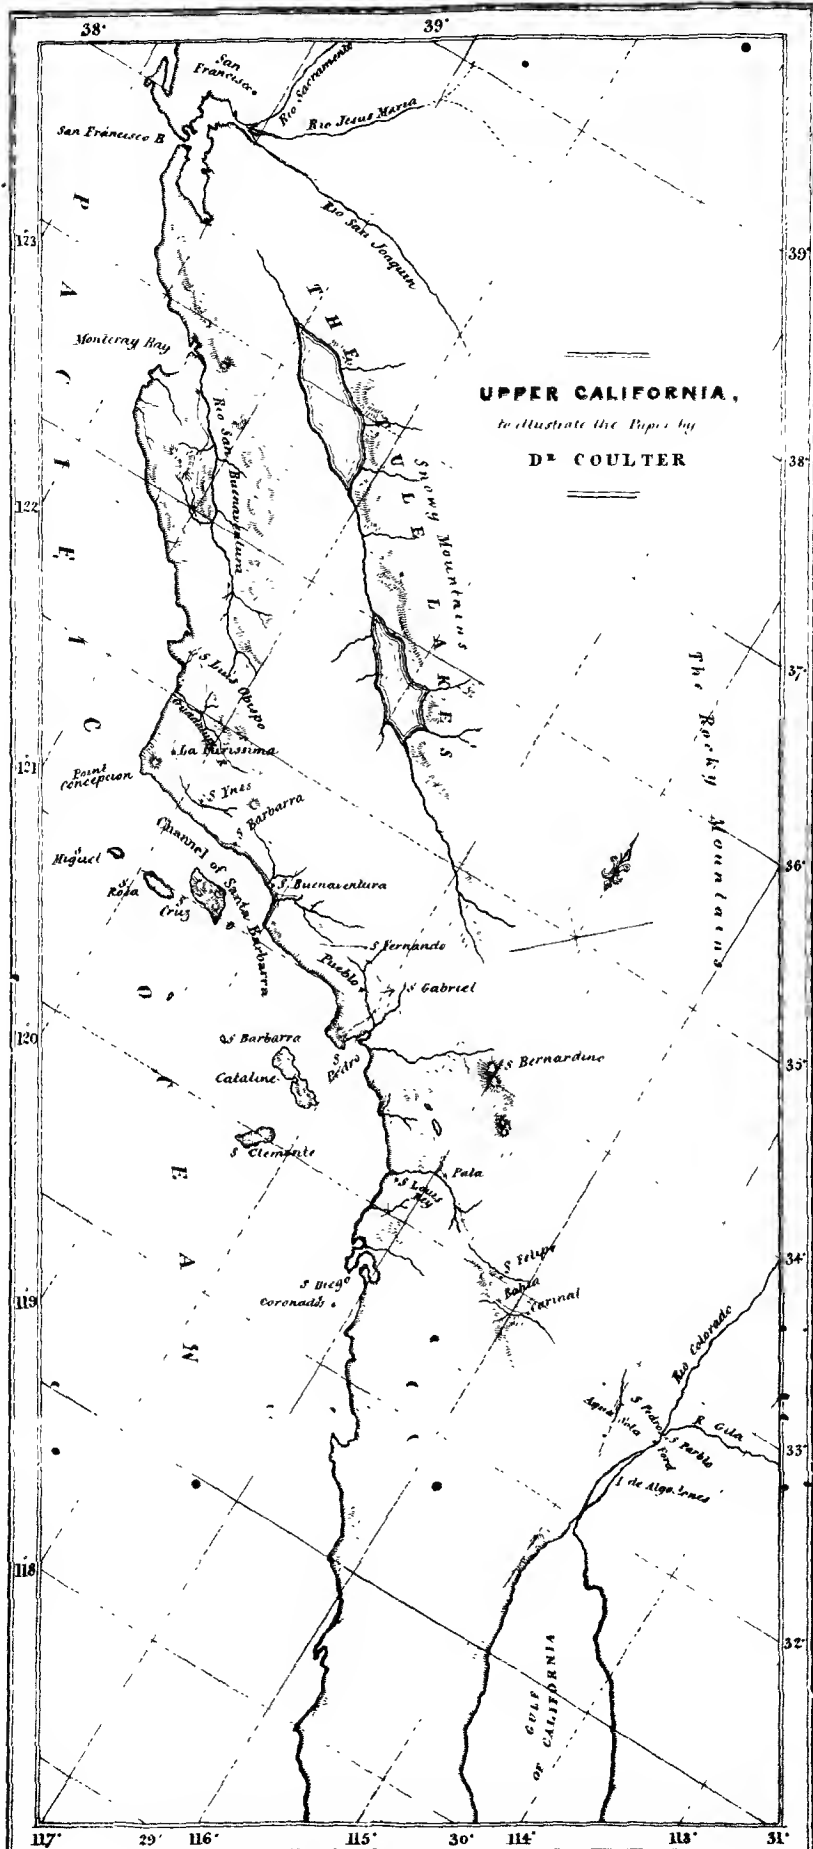 38°
39°
San
Francisco
Rio Sacramento
Rio Jesus Maria
San Francisco B
Rio San Joaquin
123
39°
PACIFIC OCEAN
THE TULE LAKES
Monteray Bay
Rio San Buenaventura
Snowy Mountains
UPPER CALIFORNIA,
to illustrate the Paper by
DR COULTER
38°
122
The Rocky Mountains
37°
S Luis Obispo
La Purissima
121
Point
Concepcion
S Ynes
S Barbarra
Channel of Santa Barbarra
S
Miguel
S
Rosa
S
Cruz
S Buenaventura
36°
S Fernando
Pueblo
S Gabriel
120
S Barbarra
S
Pedro
Cataline
S Bernardino
35°
S Clemente
Pala
S Louis
Rey
S Felipe
Bahia
Carinal
S Diego
Coronados
34°
119
Rio Colorado
Agua Sola
S Pedro
S Pablo
R. Gila
Ford
I de Algodones
33°
118
32°
GULF
OF CALIFORNIA
117°
29°
116°
115°
30°
114°
113°
31°